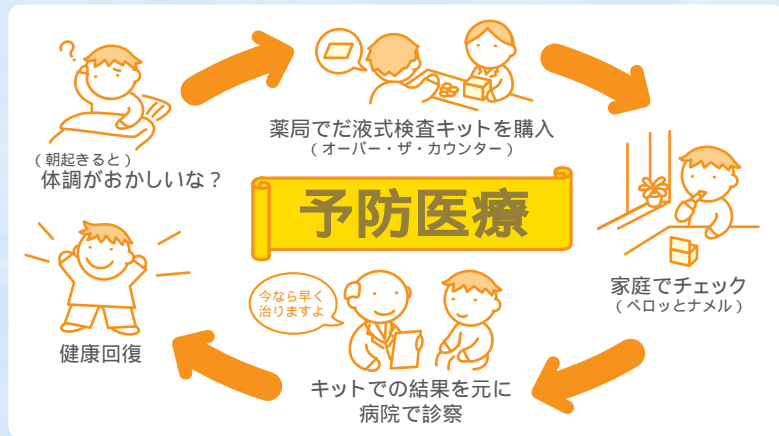 ?
薬局でだ液式検査キットを購入
(オーバー・ザ・カウンター)
(朝起きると)
体調がおかしいな？
予防医療
家庭でチェック
(ペロッとナメル)
今なら早く
治りますよ
キットでの結果を元に
病院で診察
健康回復